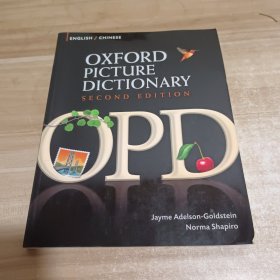 ENGLISH / CHINESE
OXFORD
PICTURE
DICTIONARY
SECOND EDITION
OPD
Jayme Adelson-Goldstein
Norma Shapiro